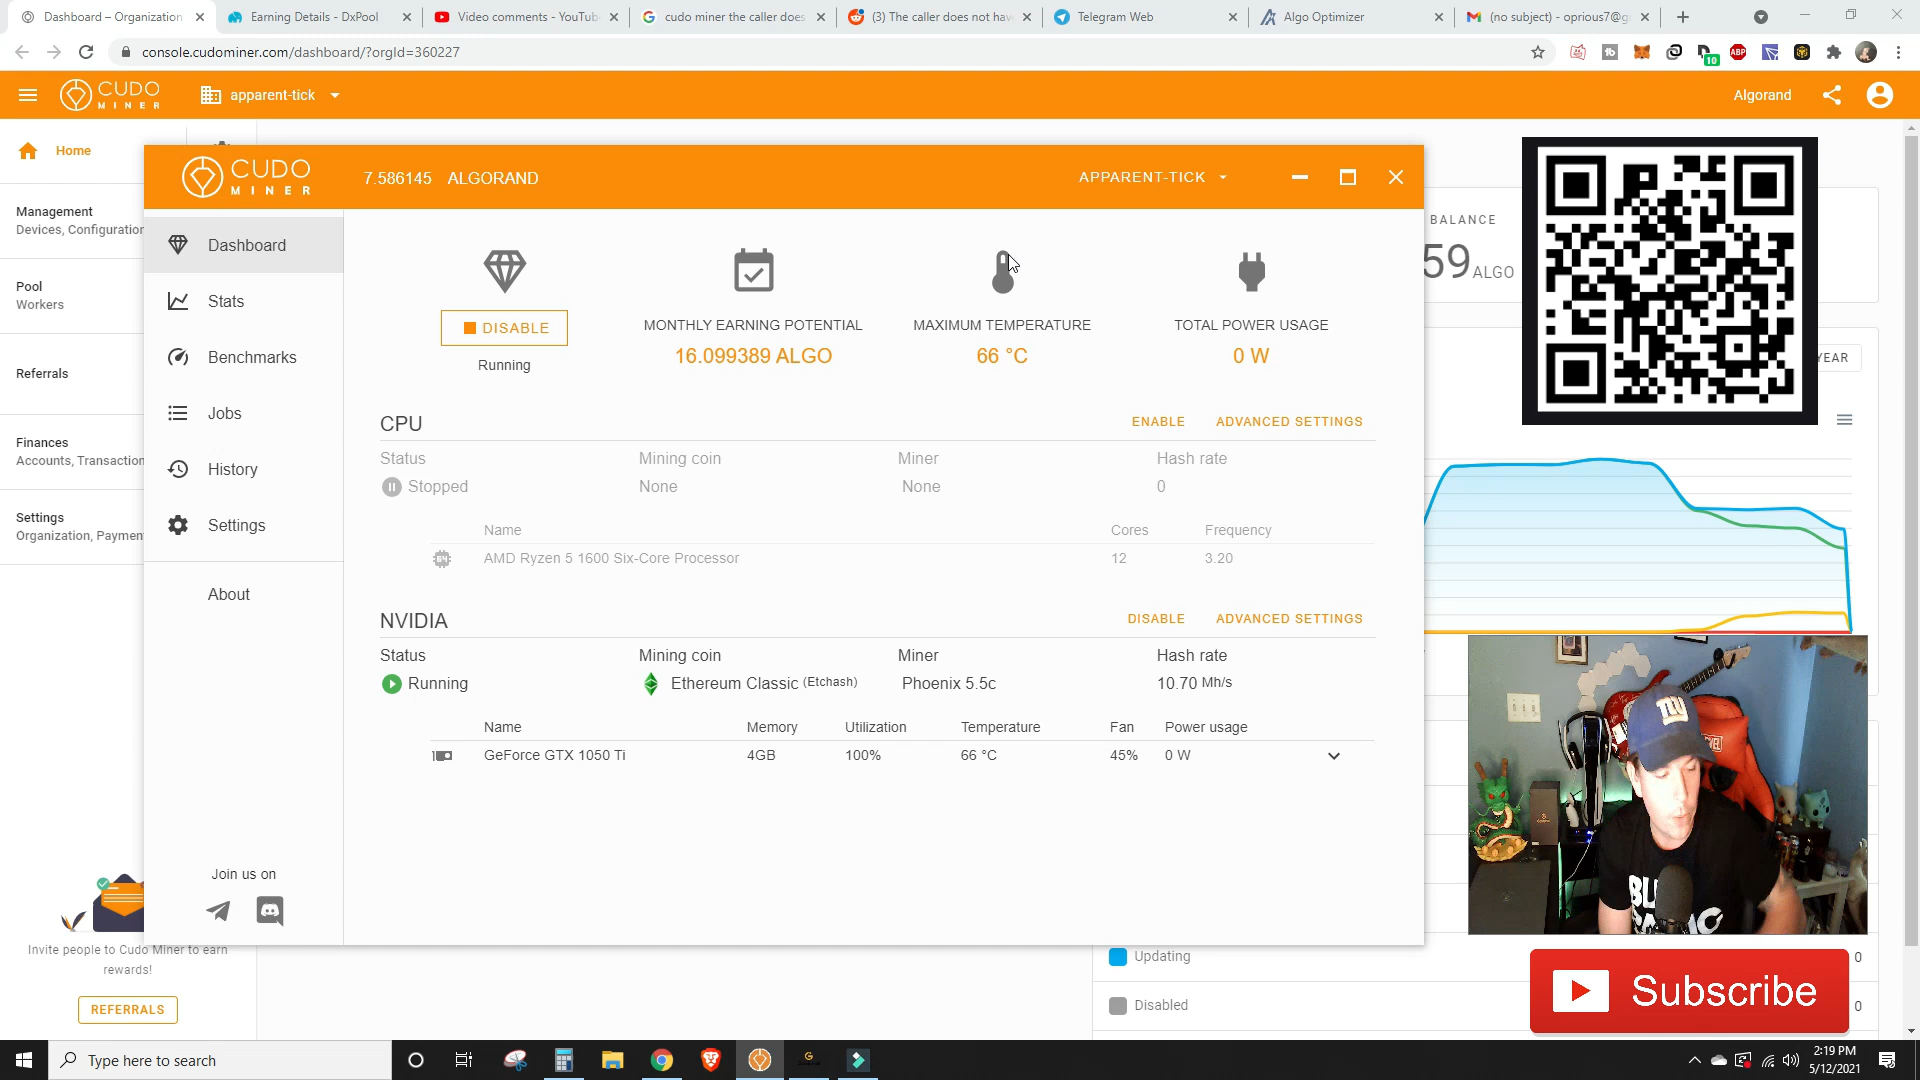 Dashboard – Organization
Earning Details - DxPool
Video comments - YouTub
cudo miner the caller does
(3) The caller does not hav
Telegram Web
Algo Optimizer
(no subject) - oprious7@g
console.cudominer.com/dashboard/?orgId=360227
ABP
10
CUDO
MINER
apparent-tick
Algorand
Home
Management
Devices, Configuration
Pool
Workers
Referrals
Finances
Accounts, Transaction
Settings
Organization, Paymen
Invite people to Cudo Miner to earn
rewards!
REFERRALS
CUDO
MINER
7.586145 ALGORAND
APPARENT-TICK
Dashboard
Stats
Benchmarks
Jobs
History
Settings
About
Join us on
DISABLE
Running
MONTHLY EARNING POTENTIAL
16.099389 ALGO
MAXIMUM TEMPERATURE
66 °C
TOTAL POWER USAGE
0 W
CPU
ENABLE
ADVANCED SETTINGS
Status
Mining coin
Miner
Hash rate
Stopped
None
None
0
Name
Cores
Frequency
AMD Ryzen 5 1600 Six-Core Processor
12
3.20
NVIDIA
DISABLE
ADVANCED SETTINGS
Status
Mining coin
Miner
Hash rate
Running
Ethereum Classic (Etchash)
Phoenix 5.5c
10.70 Mh/s
Name
Memory
Utilization
Temperature
Fan
Power usage
GeForce GTX 1050 Ti
4GB
100%
66 °C
45%
0 W
BALANCE
59 ALGO
YEAR
Updating
0
Disabled
0
Subscribe
Type here to search
2:19 PM
5/12/2021